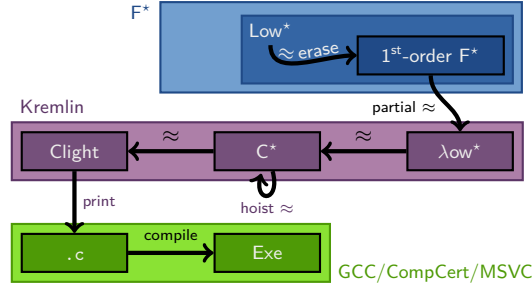 F⋆
Low⋆
≈ erase
1st-order F⋆
partial ≈
Kremlin
Clight
≈
C⋆
≈
λow⋆
print
hoist ≈
.c
compile
Exe
GCC/CompCert/MSVC